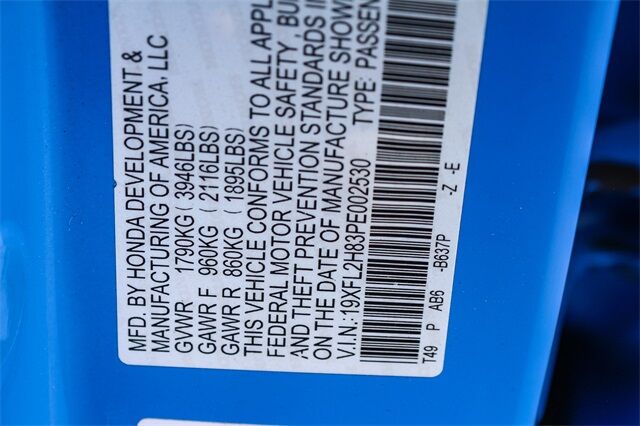 MFD. BY HONDA DEVELOPMENT &
MANUFACTURING OF AMERICA, LLC
GVWR 1790KG (3946LBS)
GAWR F 960KG (2116LBS)
GAWR R 860KG (1895LBS)
THIS VEHICLE CONFORMS TO ALL APPL
FEDERAL MOTOR VEHICLE SAFETY, BU
AND THEFT PREVENTION STANDARDS IN
ON THE DATE OF MANUFACTURE SHOWN
V.I.N.:19XFL2H83PE002530 TYPE: PASSEN
T49 P AB6 -B637P -Z -E